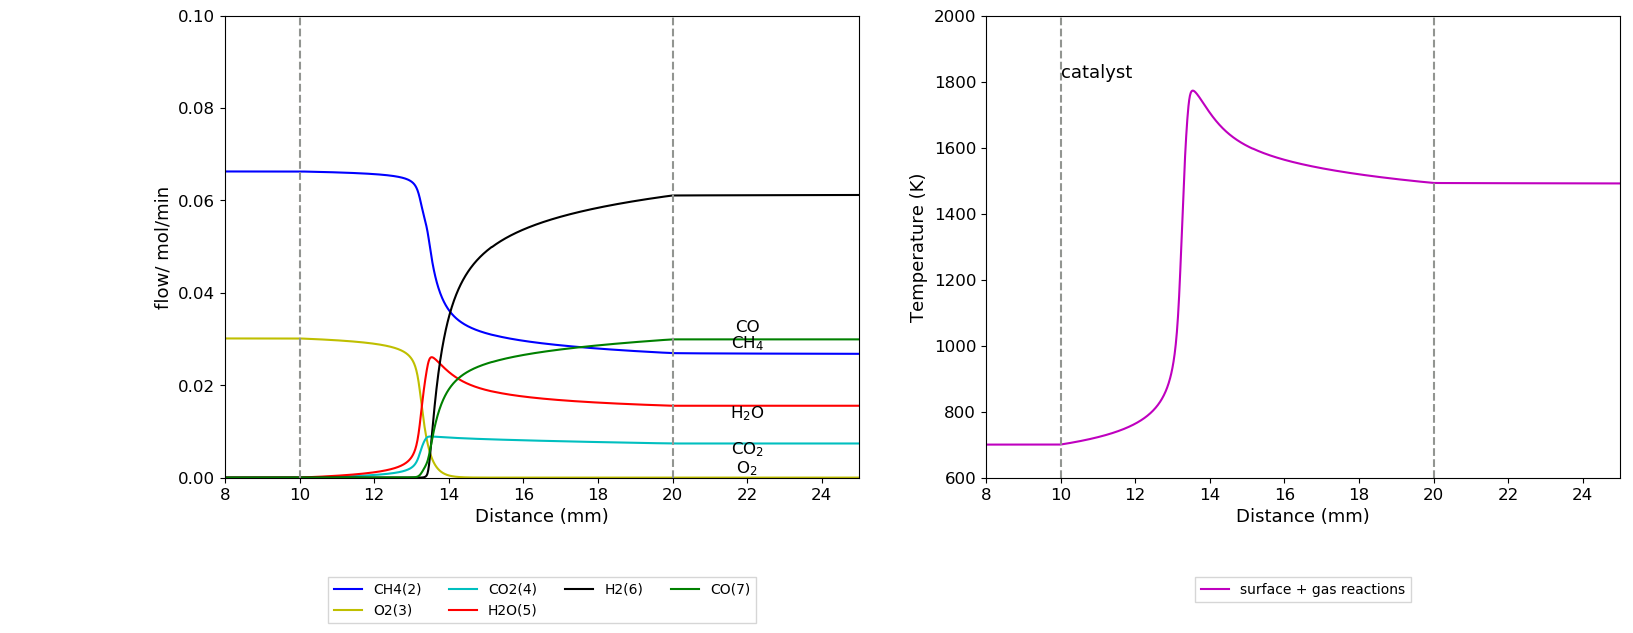 0.10
0.08
0.06
0.04
0.02
0.00
flow/ mol/min
8 10 12 14 16 18 20 22 24
Distance (mm)
CO
CH₄
H₂O
CO₂
O₂
CH4(2) CO2(4) H2(6) CO(7)
O2(3) H2O(5)
2000
1800
1600
1400
1200
1000
800
600
Temperature (K)
catalyst
8 10 12 14 16 18 20 22 24
Distance (mm)
surface + gas reactions